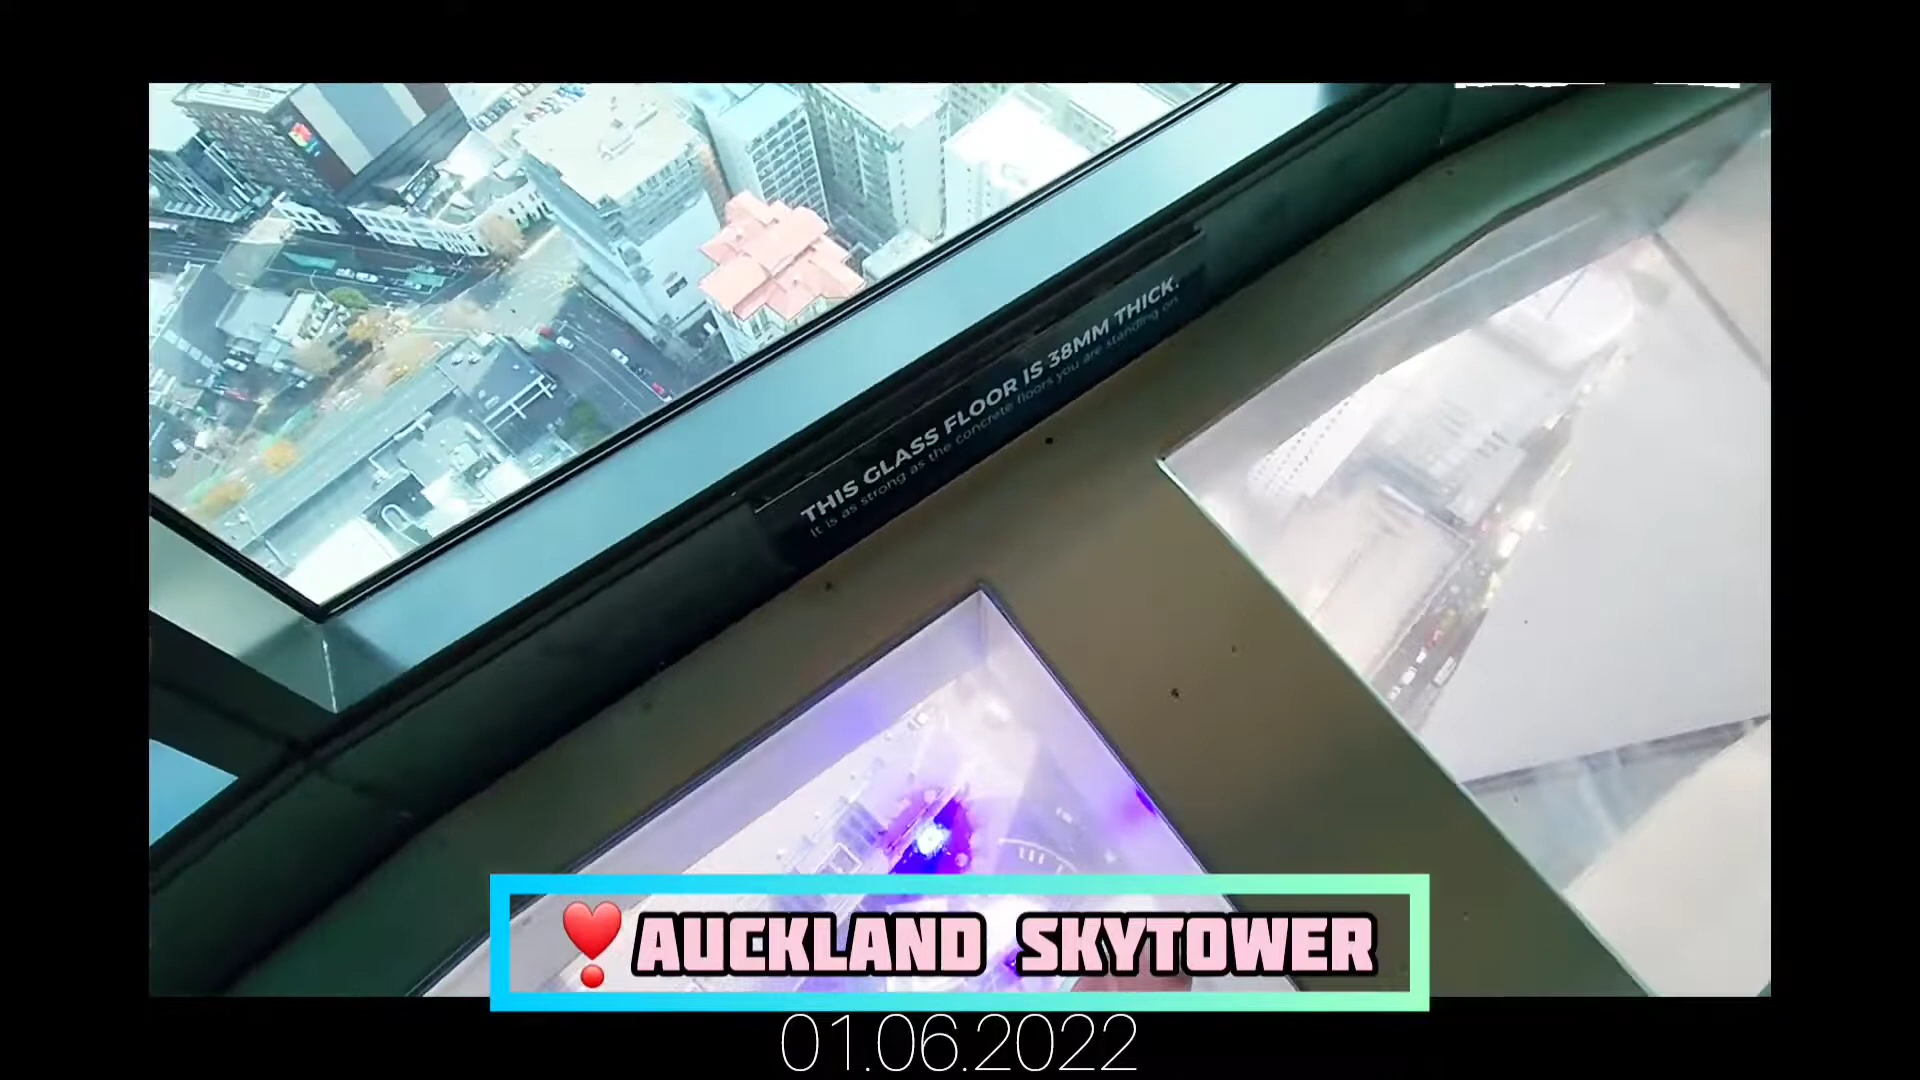 THIS GLASS FLOOR IS 38MM THICK.
It is as strong as the concrete floors you are standing on
❣️AUCKLAND SKYTOWER
01.06.2022